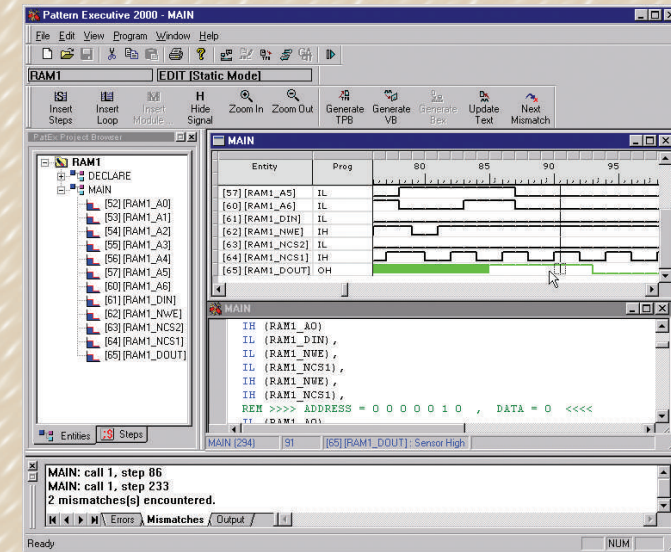 Pattern Executive 2000 - MAIN
File Edit View Program Window Help
RAM1 EDIT [Static Mode]
Insert Steps
Insert Loop
Insert Module...
Hide Signal
Zoom In
Zoom Out
Generate TPB
Generate VB
Generate Bex
Update Text
Next Mismatch
PatEx Project Browser
RAM1
DECLARE
MAIN
[52] [RAM1_A0]
[53] [RAM1_A1]
[54] [RAM1_A2]
[55] [RAM1_A3]
[56] [RAM1_A4]
[57] [RAM1_A5]
[60] [RAM1_A6]
[61] [RAM1_DIN]
[62] [RAM1_NWE]
[63] [RAM1_NCS2]
[64] [RAM1_NCS1]
[65] [RAM1_DOUT]
Entities Steps
MAIN
Entity Prog 80 85 90 95
[57] [RAM1_A5] IL
[60] [RAM1_A6] IL
[61] [RAM1_DIN] IL
[62] [RAM1_NWE] IH
[63] [RAM1_NCS2] IL
[64] [RAM1_NCS1] IH
[65] [RAM1_DOUT] OH
MAIN
IH (RAM1_A0)
IL (RAM1_DIN),
IL (RAM1_NWE),
IL (RAM1_NCS1),
IH (RAM1_NWE),
IH (RAM1_NCS1),
REM >>>> ADDRESS = 0 0 0 0 0 1 0 , DATA = 0 <<<<
IL (RAM1_A0)
MAIN {294} 91 [65] [RAM1_DOUT] : Sensor High
MAIN: call 1, step 86
MAIN: call 1, step 233
2 mismatches(s) encountered.
Errors Mismatches Output
Ready NUM